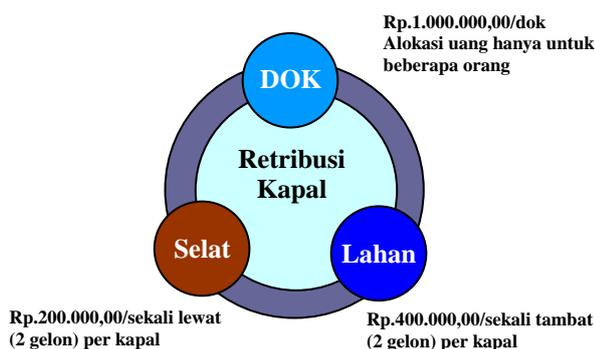 Rp.1.000.000,00/dok
Alokasi uang hanya untuk
beberapa orang
DOK
Retribusi
Kapal
Selat
Lahan
Rp.200.000,00/sekali lewat
(2 gelon) per kapal
Rp.400.000,00/sekali tambat
(2 gelon) per kapal